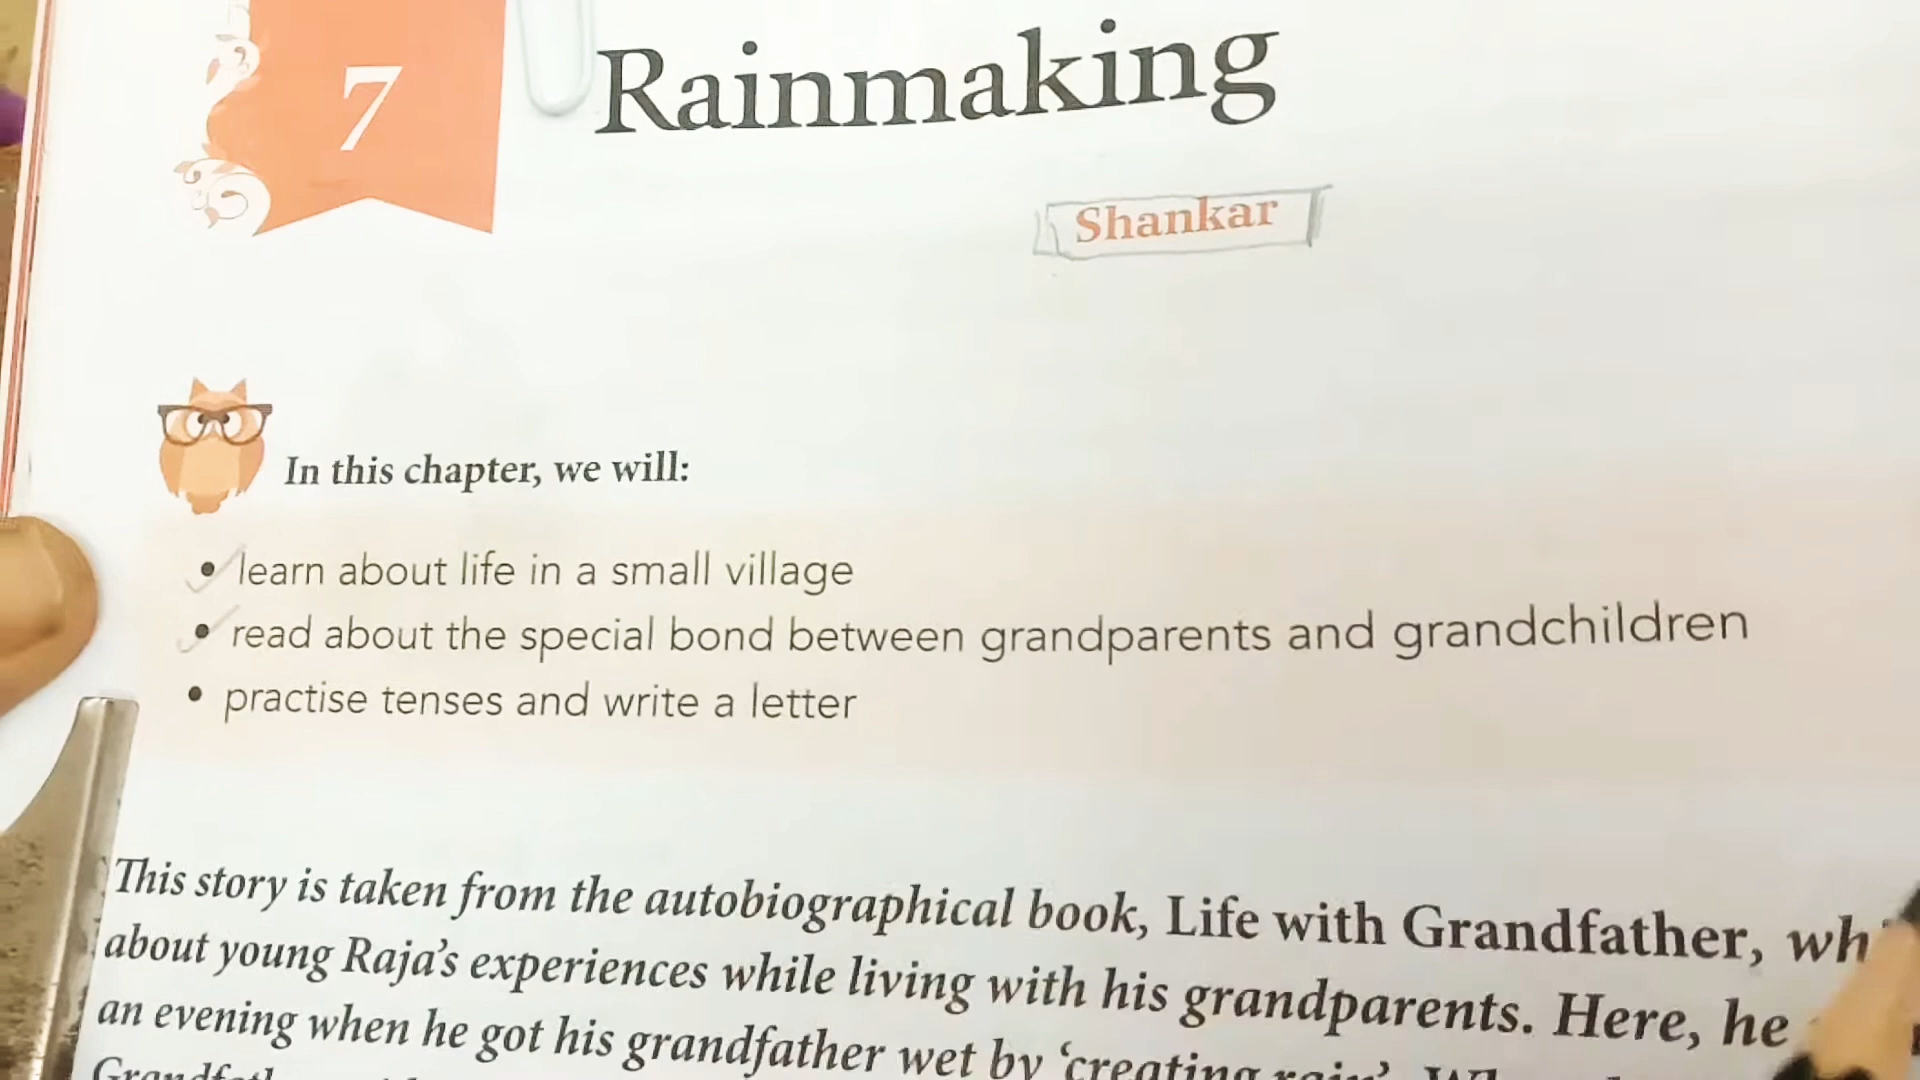 7
Rainmaking
Shankar
In this chapter, we will:
• learn about life in a small village
• read about the special bond between grandparents and grandchildren
• practise tenses and write a letter
This story is taken from the autobiographical book, Life with Grandfather,
about young Raja's experiences while living with his grandparents. Here, he
an evening when he got his grandfather wet by 'creating rain'.